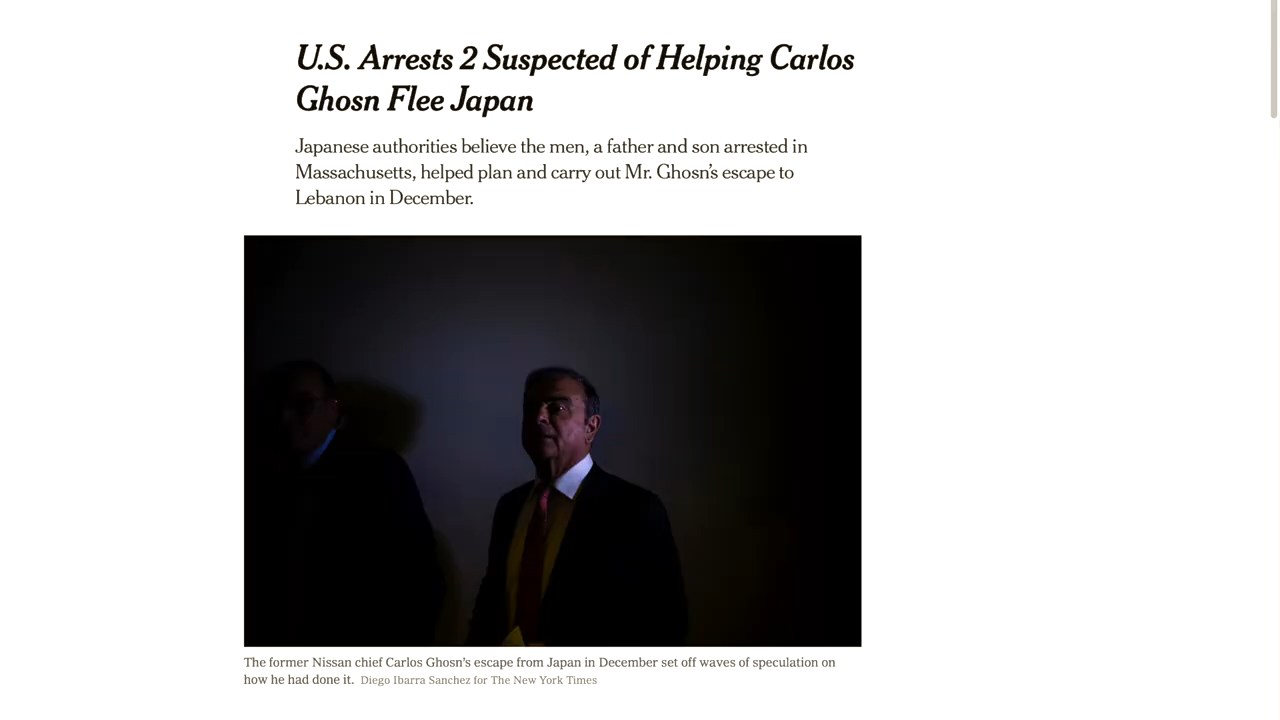 U.S. Arrests 2 Suspected of Helping Carlos
Ghosn Flee Japan
Japanese authorities believe the men, a father and son arrested in
Massachusetts, helped plan and carry out Mr. Ghosn’s escape to
Lebanon in December.
The former Nissan chief Carlos Ghosn’s escape from Japan in December set off waves of speculation on
how he had done it. Diego Ibarra Sanchez for The New York Times